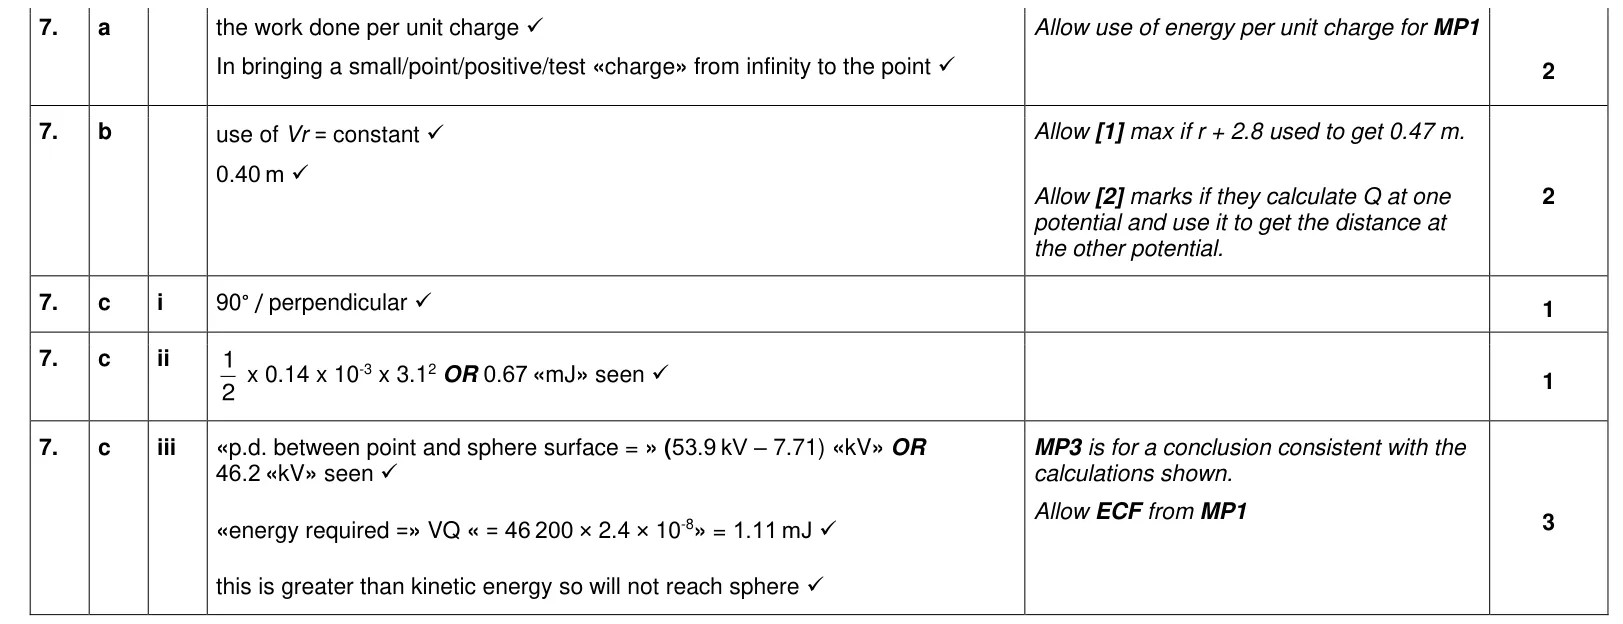 7. a the work done per unit charge ✓ Allow use of energy per unit charge for MP1
In bringing a small/point/positive/test «charge» from infinity to the point ✓
2
7. b use of Vr = constant ✓ Allow [1] max if r + 2.8 used to get 0.47 m.
0.40 m ✓
Allow [2] marks if they calculate Q at one
potential and use it to get the distance at
the other potential.
2
7. c i 90° / perpendicular ✓ 1
7. c ii 1/2 x 0.14 x 10⁻³ x 3.1² OR 0.67 «mJ» seen ✓ 1
7. c iii «p.d. between point and sphere surface = » (53.9 kV – 7.71) «kV» OR
46.2 «kV» seen ✓
«energy required =» VQ « = 46 200 × 2.4 × 10⁻⁸» = 1.11 mJ ✓
this is greater than kinetic energy so will not reach sphere ✓
MP3 is for a conclusion consistent with the
calculations shown.
Allow ECF from MP1
3